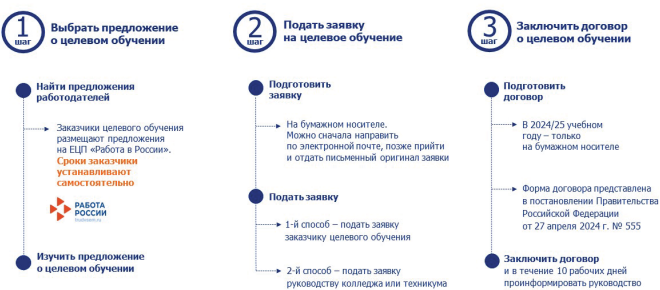 1
шаг
Выбрать предложение
о целевом обучении
Найти предложения
работодателей
Заказчики целевого обучения
размещают предложения
на ЕЦП «Работа в России».
Сроки заказчики
устанавливают
самостоятельно
РАБОТА
РОССИИ
Изучить предложение
о целевом обучении
2
шаг
Подать заявку
на целевое обучение
Подготовить
заявку
На бумажном носителе.
Можно сначала направить
по электронной почте, позже прийти
и отдать письменный оригинал заявки
Подать заявку
1-й способ – подать заявку
заказчику целевого обучения
2-й способ – подать заявку
руководству колледжа или техникума
3
шаг
Заключить договор
о целевом обучении
Подготовить
договор
В 2024/25 учебном
году – только
на бумажном носителе
Форма договора представлена
в постановлении Правительства
Российской Федерации
от 27 апреля 2024 г. № 555
Заключить договор
и в течение 10 рабочих дней
проинформировать руководство